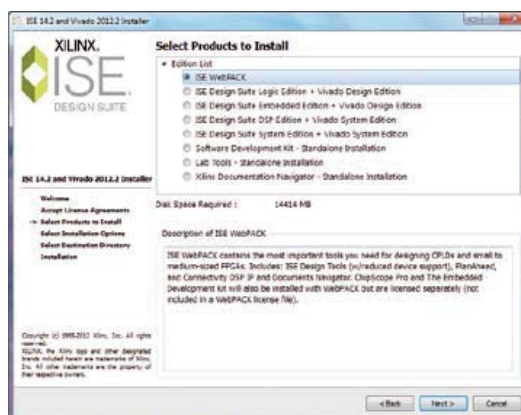 ISE 14.2 and Vivado 2012.2 Installer
XILINX
ISE
DESIGN SUITE
ISE 14.2 and Vivado 2012.2 Installer
Welcome
Accept License Agreements
Select Products to Install
Select Installation Options
Select Destination Directory
Installation
Copyright (c) 1995-2012 Xilinx, Inc. All rights
reserved.
XILINX, the Xilinx logo and other designated
brands included herein are trademarks of Xilinx,
Inc. All other trademarks are the property of
their respective owners.
Select Products to Install
Edition List
ISE WebPACK
ISE Design Suite Logic Edition + Vivado Design Edition
ISE Design Suite Embedded Edition + Vivado Design Edition
ISE Design Suite DSP Edition + Vivado System Edition
ISE Design Suite System Edition + Vivado System Edition
Software Development Kit - Standalone Installation
Lab Tools - Standalone Installation
Xilinx Documentation Navigator - Standalone Installation
Disk Space Required : 14414 MB
Description of ISE WebPACK
ISE WebPACK contains the most important tools you need for designing CPLDs and small to
medium-sized FPGAs. Includes: ISE Design Tools (w/reduced device support), PlanAhead,
and Connectivity DSP IP and Documents Navigator. ChipScope Pro and The Embedded
Development Kit will also be installed with WebPACK but are licensed separately (not
included in a WebPACK license file).
< Back
Next >
Cancel